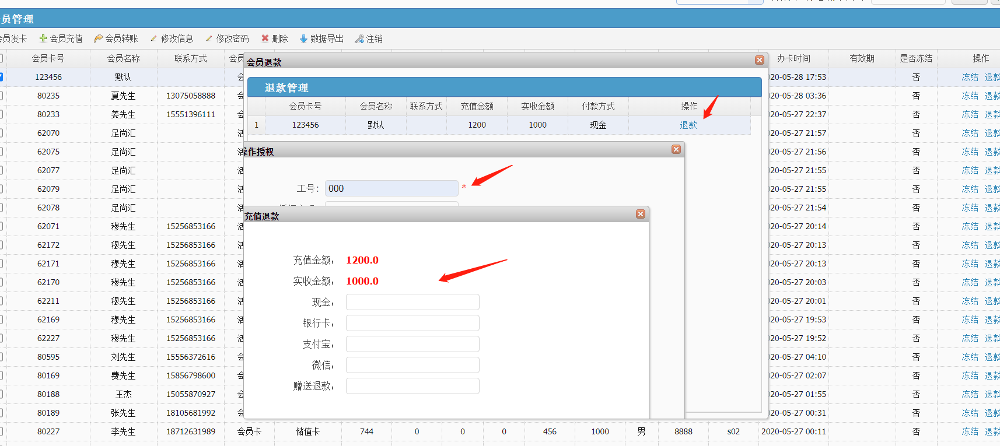 员管理
会员发卡 会员充值 会员转账 修改信息 修改密码 删除 数据导出 注销
会员卡号 会员名称 联系方式 会员 办卡时间 有效期 是否冻结 操作
会员退款
退款管理
会员卡号 会员名称 联系方式 充值金额 实收金额 付款方式 操作
1 123456 默认 1200 1000 现金 退款
操作授权
工号： 000 *
充值退款
充值金额： 1200.0
实收金额： 1000.0
现金：
银行卡：
支付宝：
微信：
赠送退款：
123456 默认 会 020-05-28 17:53 否 冻结 退款
80235 夏先生 13075058888 会 020-05-28 03:36 否 冻结 退款
80233 姜先生 15551396111 会 020-05-27 22:37 否 冻结 退款
62070 足尚汇 活 020-05-27 21:57 否 冻结 退款
62075 足尚汇 活 020-05-27 21:56 否 冻结 退款
62077 足尚汇 活 020-05-27 21:55 否 冻结 退款
62079 足尚汇 活 020-05-27 21:55 否 冻结 退款
62078 足尚汇 活 020-05-27 21:54 否 冻结 退款
62071 穆先生 15256853166 活 020-05-27 20:14 否 冻结 退款
62172 穆先生 15256853166 活 020-05-27 20:13 否 冻结 退款
62171 穆先生 15256853166 活 020-05-27 20:13 否 冻结 退款
62170 穆先生 15256853166 活 020-05-27 20:03 否 冻结 退款
62211 穆先生 15256853166 活 020-05-27 20:01 否 冻结 退款
62169 穆先生 15256853166 活 020-05-27 19:53 否 冻结 退款
62227 穆先生 15256853166 活 020-05-27 19:52 否 冻结 退款
80595 刘先生 15556372616 会 020-05-27 04:10 否 冻结 退款
80169 费先生 15856798600 会 020-05-27 02:07 否 冻结 退款
80188 王杰 15055870927 会 020-05-27 01:55 否 冻结 退款
80189 张先生 18105681992 会 020-05-27 00:31 否 冻结 退款
80227 李先生 18712631989 会员卡 储值卡 744 0 0 0 456 1000 男 8888 s02 2020-05-27 00:11 否 冻结 退款